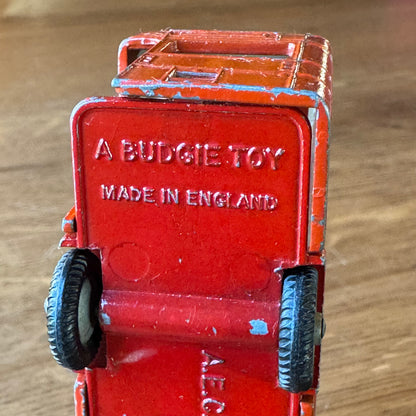 A BUDGIE TOY
MADE IN ENGLAND
A.E.C